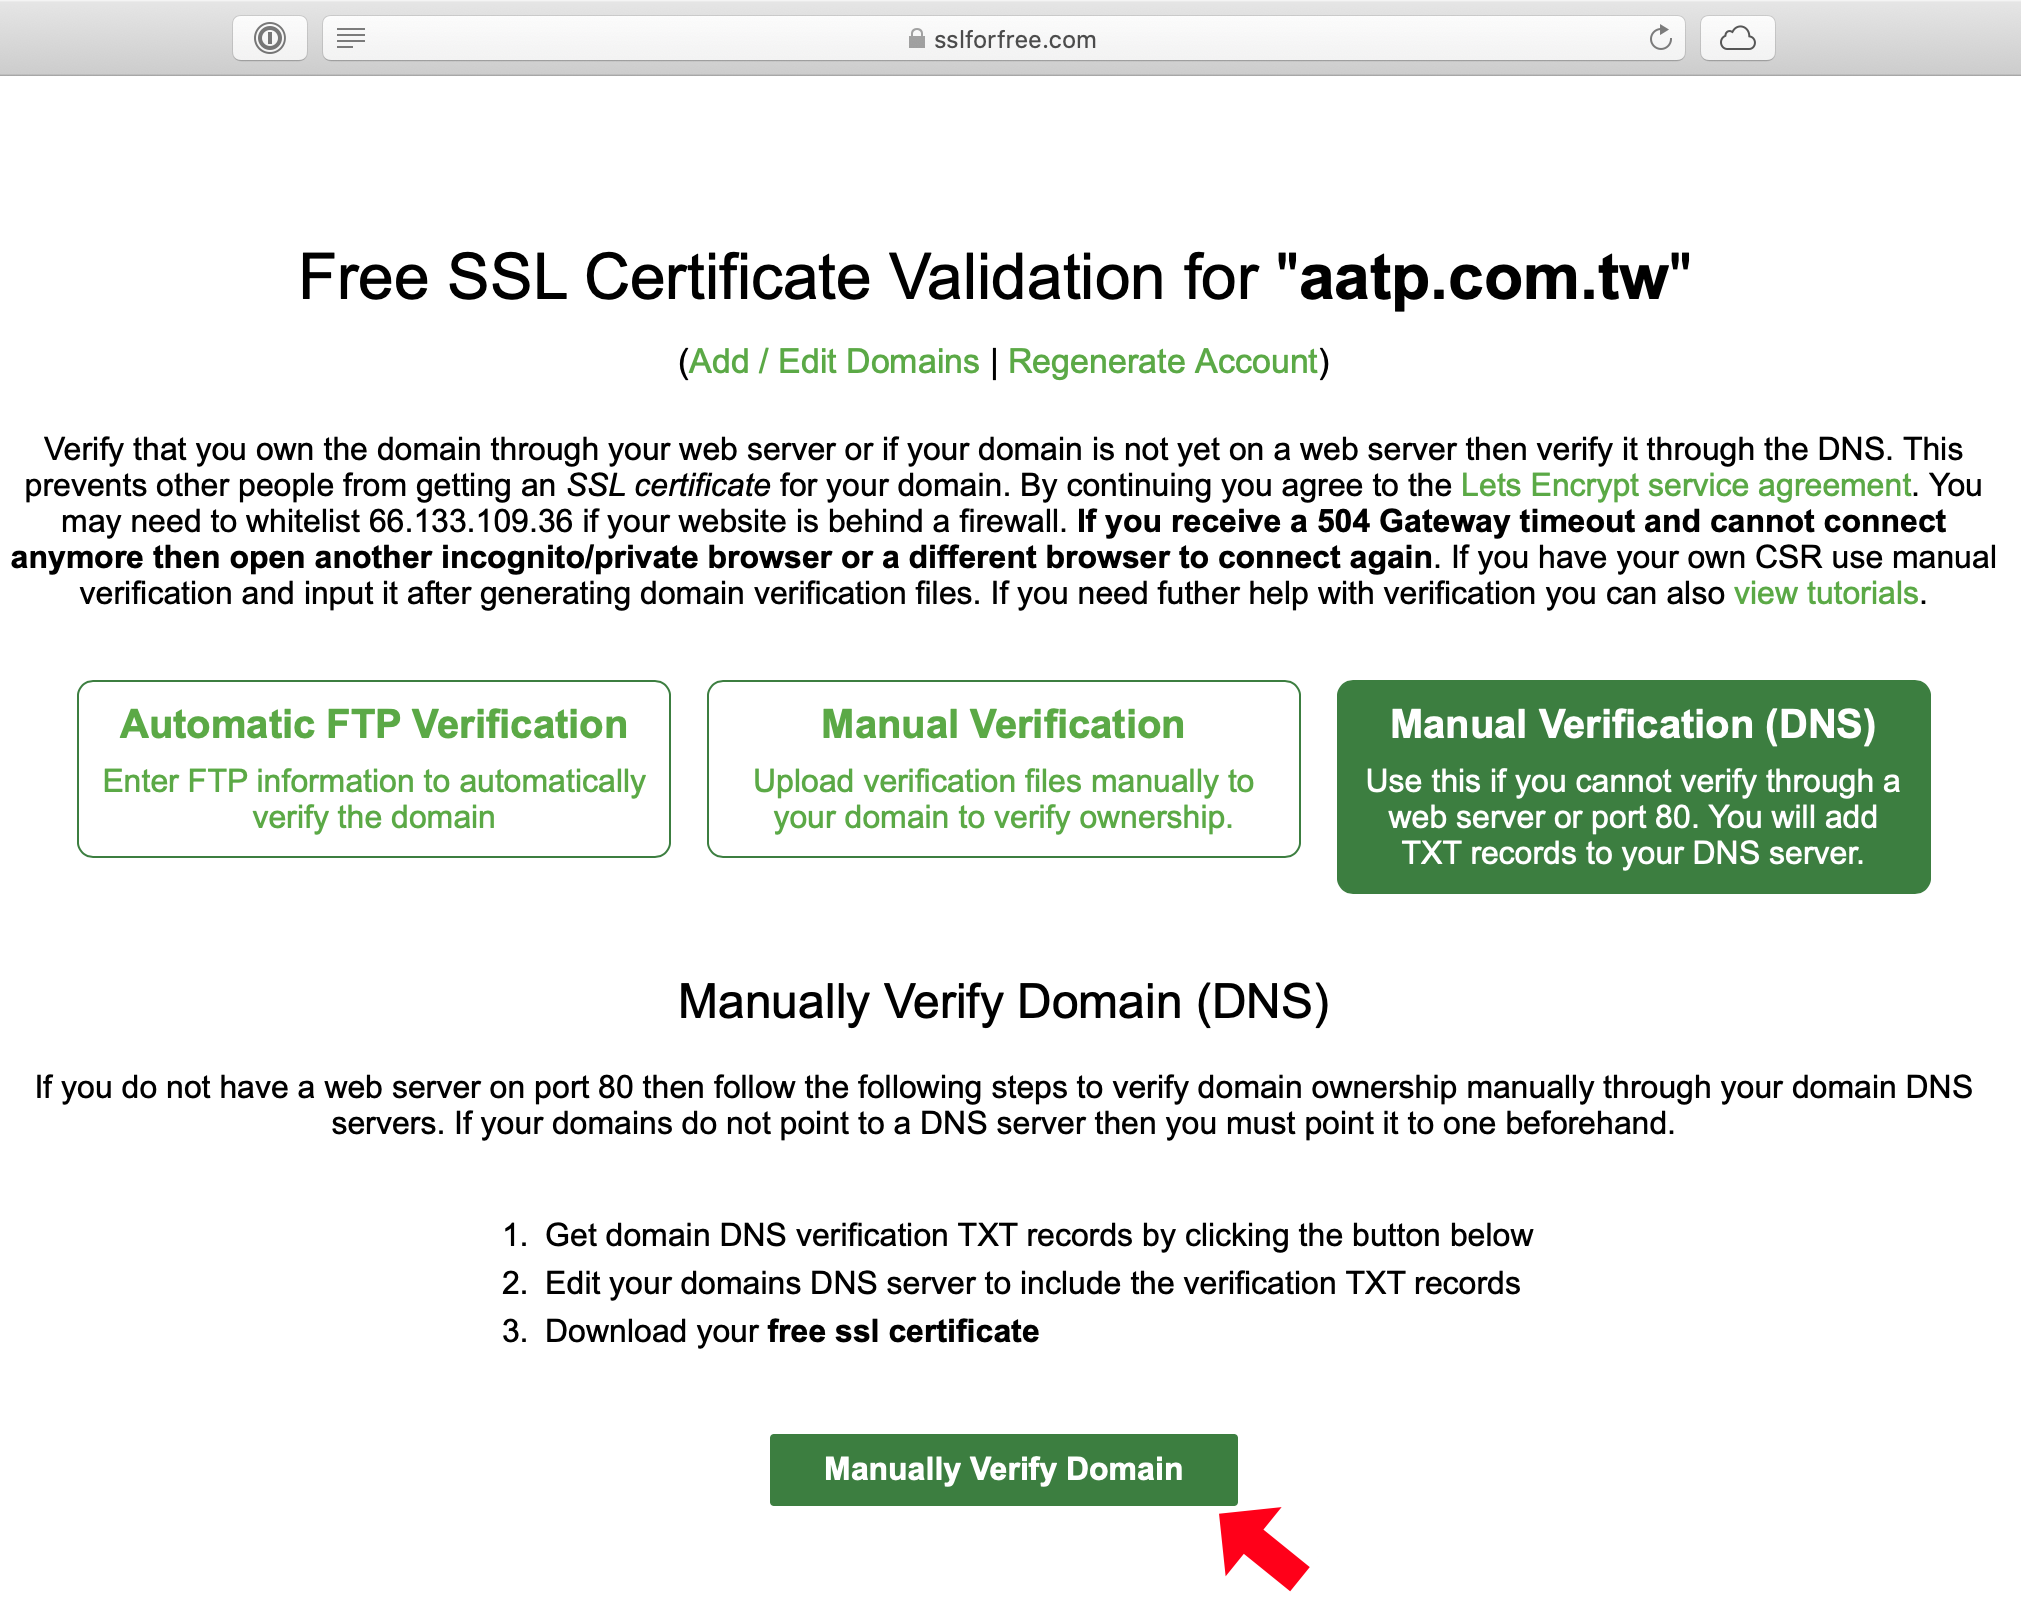 sslforfree.com
Free SSL Certificate Validation for "aatp.com.tw"
(Add / Edit Domains | Regenerate Account)
Verify that you own the domain through your web server or if your domain is not yet on a web server then verify it through the DNS. This
prevents other people from getting an SSL certificate for your domain. By continuing you agree to the Lets Encrypt service agreement. You
may need to whitelist 66.133.109.36 if your website is behind a firewall. If you receive a 504 Gateway timeout and cannot connect
anymore then open another incognito/private browser or a different browser to connect again. If you have your own CSR use manual
verification and input it after generating domain verification files. If you need futher help with verification you can also view tutorials.
Automatic FTP Verification
Enter FTP information to automatically
verify the domain
Manual Verification
Upload verification files manually to
your domain to verify ownership.
Manual Verification (DNS)
Use this if you cannot verify through a
web server or port 80. You will add
TXT records to your DNS server.
Manually Verify Domain (DNS)
If you do not have a web server on port 80 then follow the following steps to verify domain ownership manually through your domain DNS
servers. If your domains do not point to a DNS server then you must point it to one beforehand.
1. Get domain DNS verification TXT records by clicking the button below
2. Edit your domains DNS server to include the verification TXT records
3. Download your free ssl certificate
Manually Verify Domain